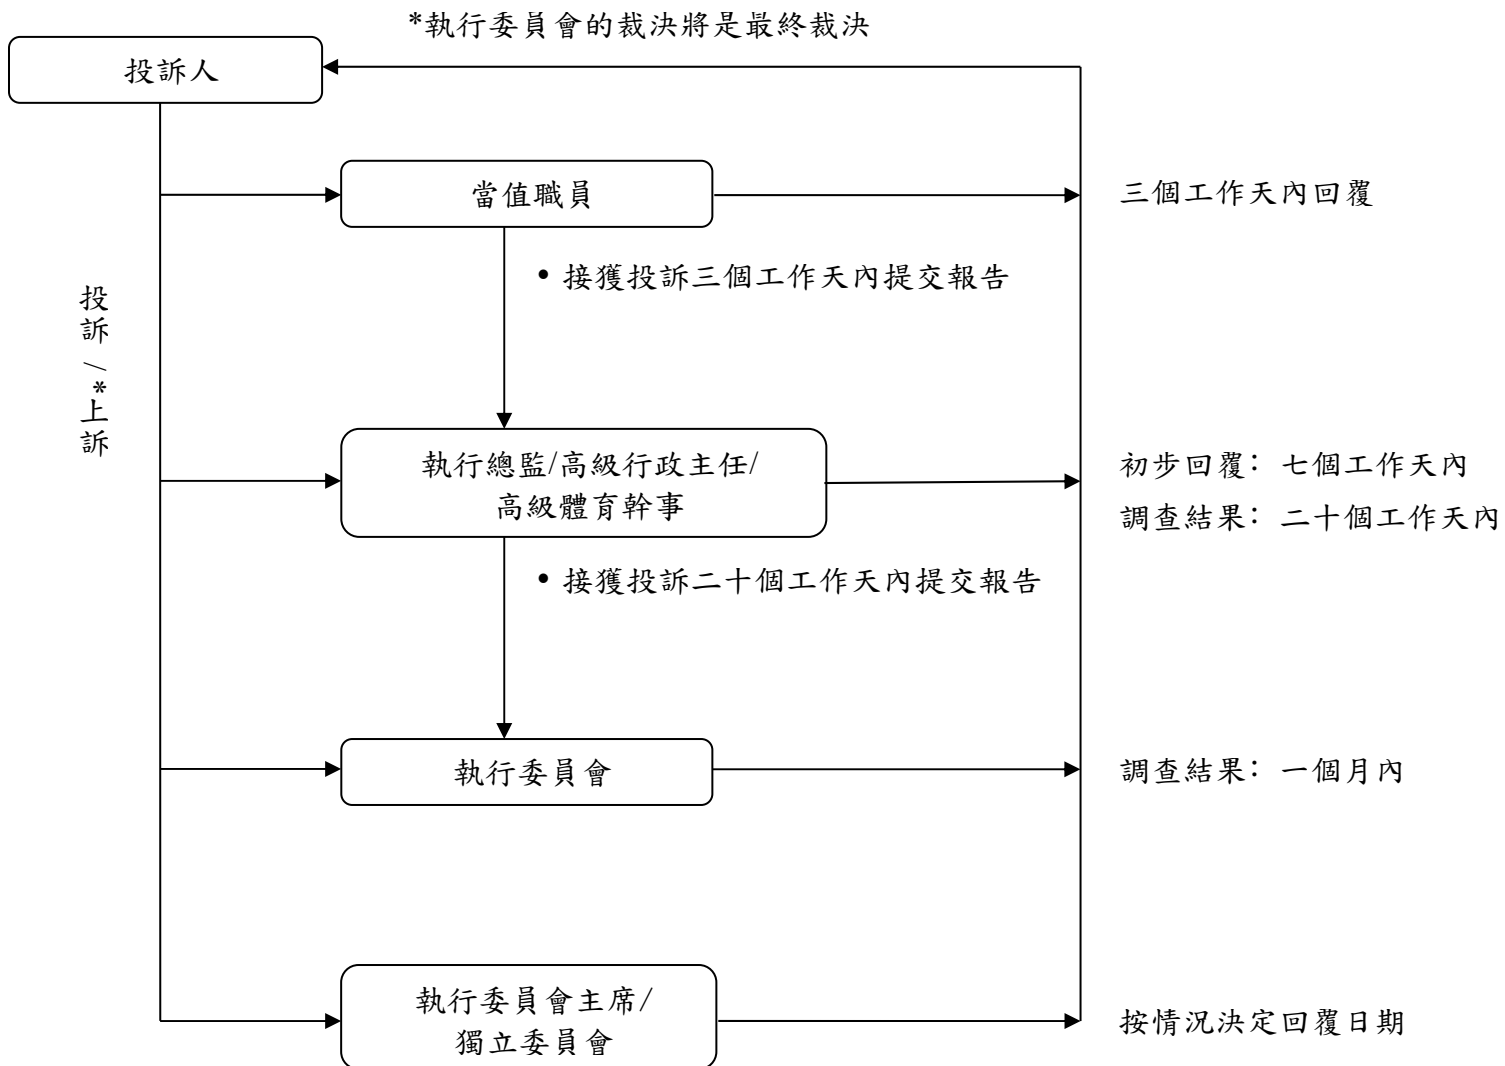 *執行委員會的裁決將是最終裁決
投訴人
當值職員
三個工作天內回覆
• 接獲投訴三個工作天內提交報告
投訴 / *上訴
執行總監/高級行政主任/
高級體育幹事
初步回覆：七個工作天內
調查結果：二十個工作天內
• 接獲投訴二十個工作天內提交報告
執行委員會
調查結果：一個月內
執行委員會主席/
獨立委員會
按情況決定回覆日期